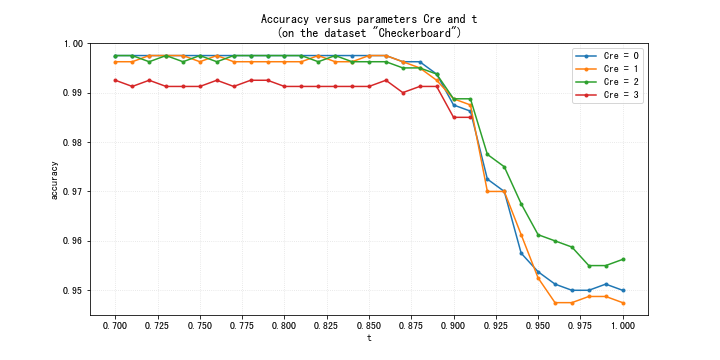 Accuracy versus parameters Cre and t
(on the dataset "Checkerboard")
1.00
0.99
0.98
0.97
0.96
0.95
accuracy
Cre = 0
Cre = 1
Cre = 2
Cre = 3
0.700 0.725 0.750 0.775 0.800 0.825 0.850 0.875 0.900 0.925 0.950 0.975 1.000
t